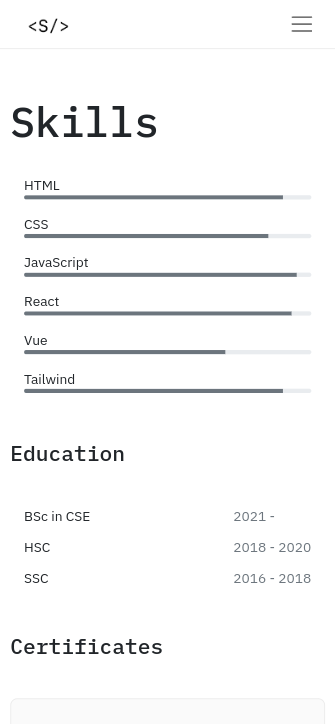 <S/>
Skills
HTML
CSS
JavaScript
React
Vue
Tailwind
Education
BSc in CSE 2021 -
HSC 2018 - 2020
SSC 2016 - 2018
Certificates